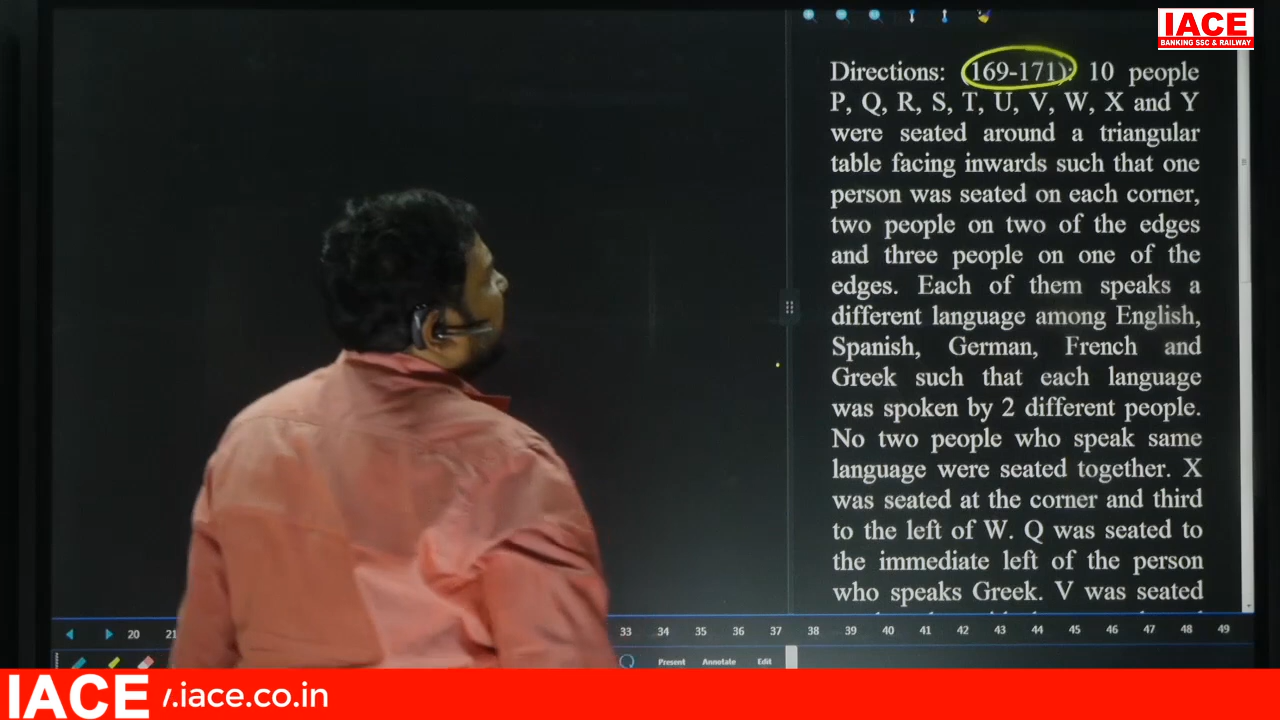 IACE
BANKING SSC & RAILWAY
Directions: (169-171): 10 people
P, Q, R, S, T, U, V, W, X and Y
were seated around a triangular
table facing inwards such that one
person was seated on each corner,
two people on two of the edges
and three people on one of the
edges. Each of them speaks a
different language among English,
Spanish, German, French and
Greek such that each language
was spoken by 2 different people.
No two people who speak same
language were seated together. X
was seated at the corner and third
to the left of W. Q was seated to
the immediate left of the person
who speaks Greek. V was seated
20 21 33 34 35 36 37 38 39 40 41 42 43 44 45 46 47 48 49
Present Annotate Edit
IACE .iace.co.in